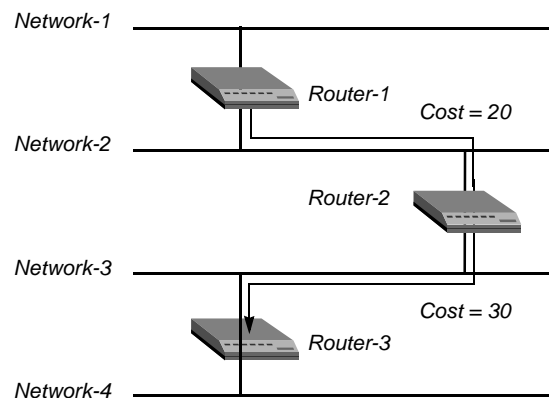 Network-1
Router-1
Cost = 20
Network-2
Router-2
Network-3
Cost = 30
Router-3
Network-4